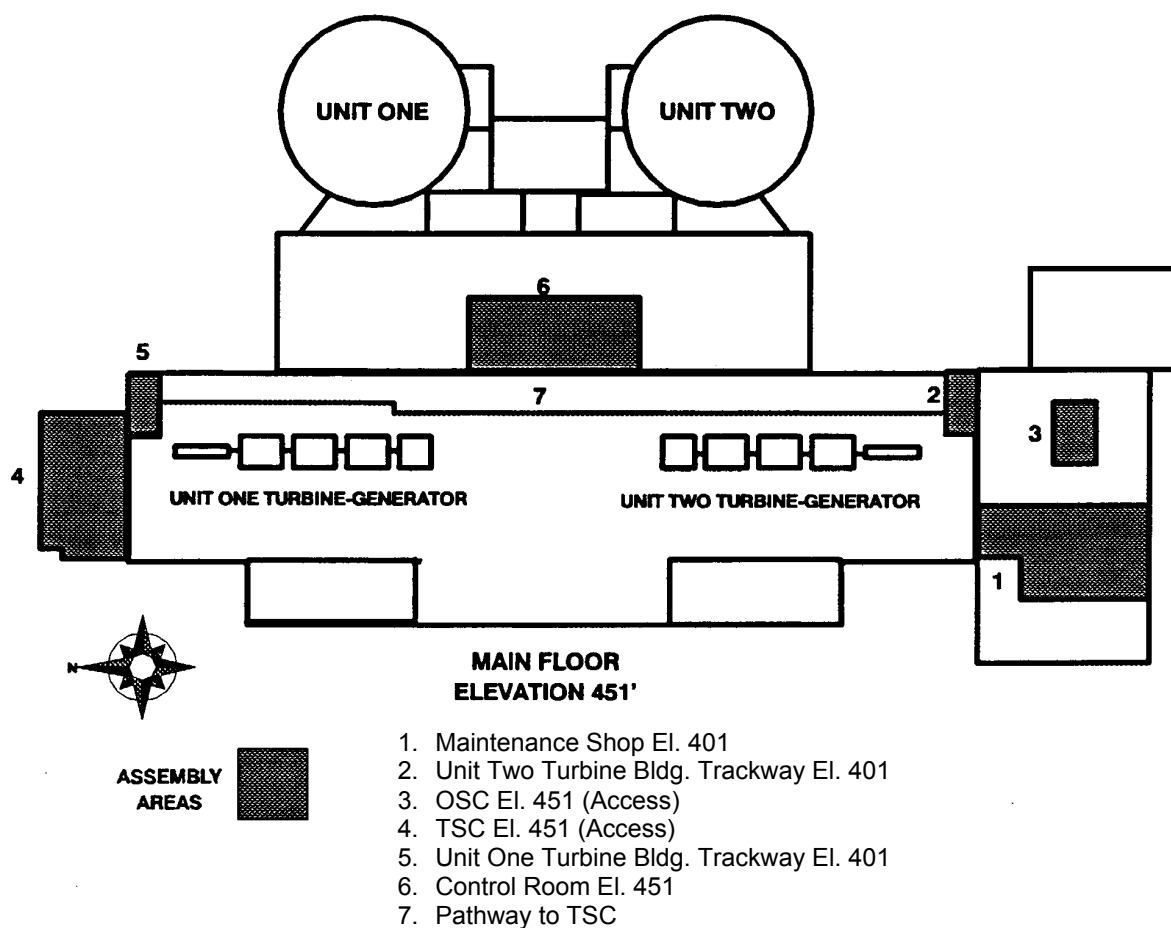 UNIT ONE
UNIT TWO
6
5
7
2
3
4
UNIT ONE TURBINE-GENERATOR
UNIT TWO TURBINE-GENERATOR
1
N
MAIN FLOOR
ELEVATION 451'
ASSEMBLY
AREAS
1. Maintenance Shop El. 401
2. Unit Two Turbine Bldg. Trackway El. 401
3. OSC El. 451 (Access)
4. TSC El. 451 (Access)
5. Unit One Turbine Bldg. Trackway El. 401
6. Control Room El. 451
7. Pathway to TSC